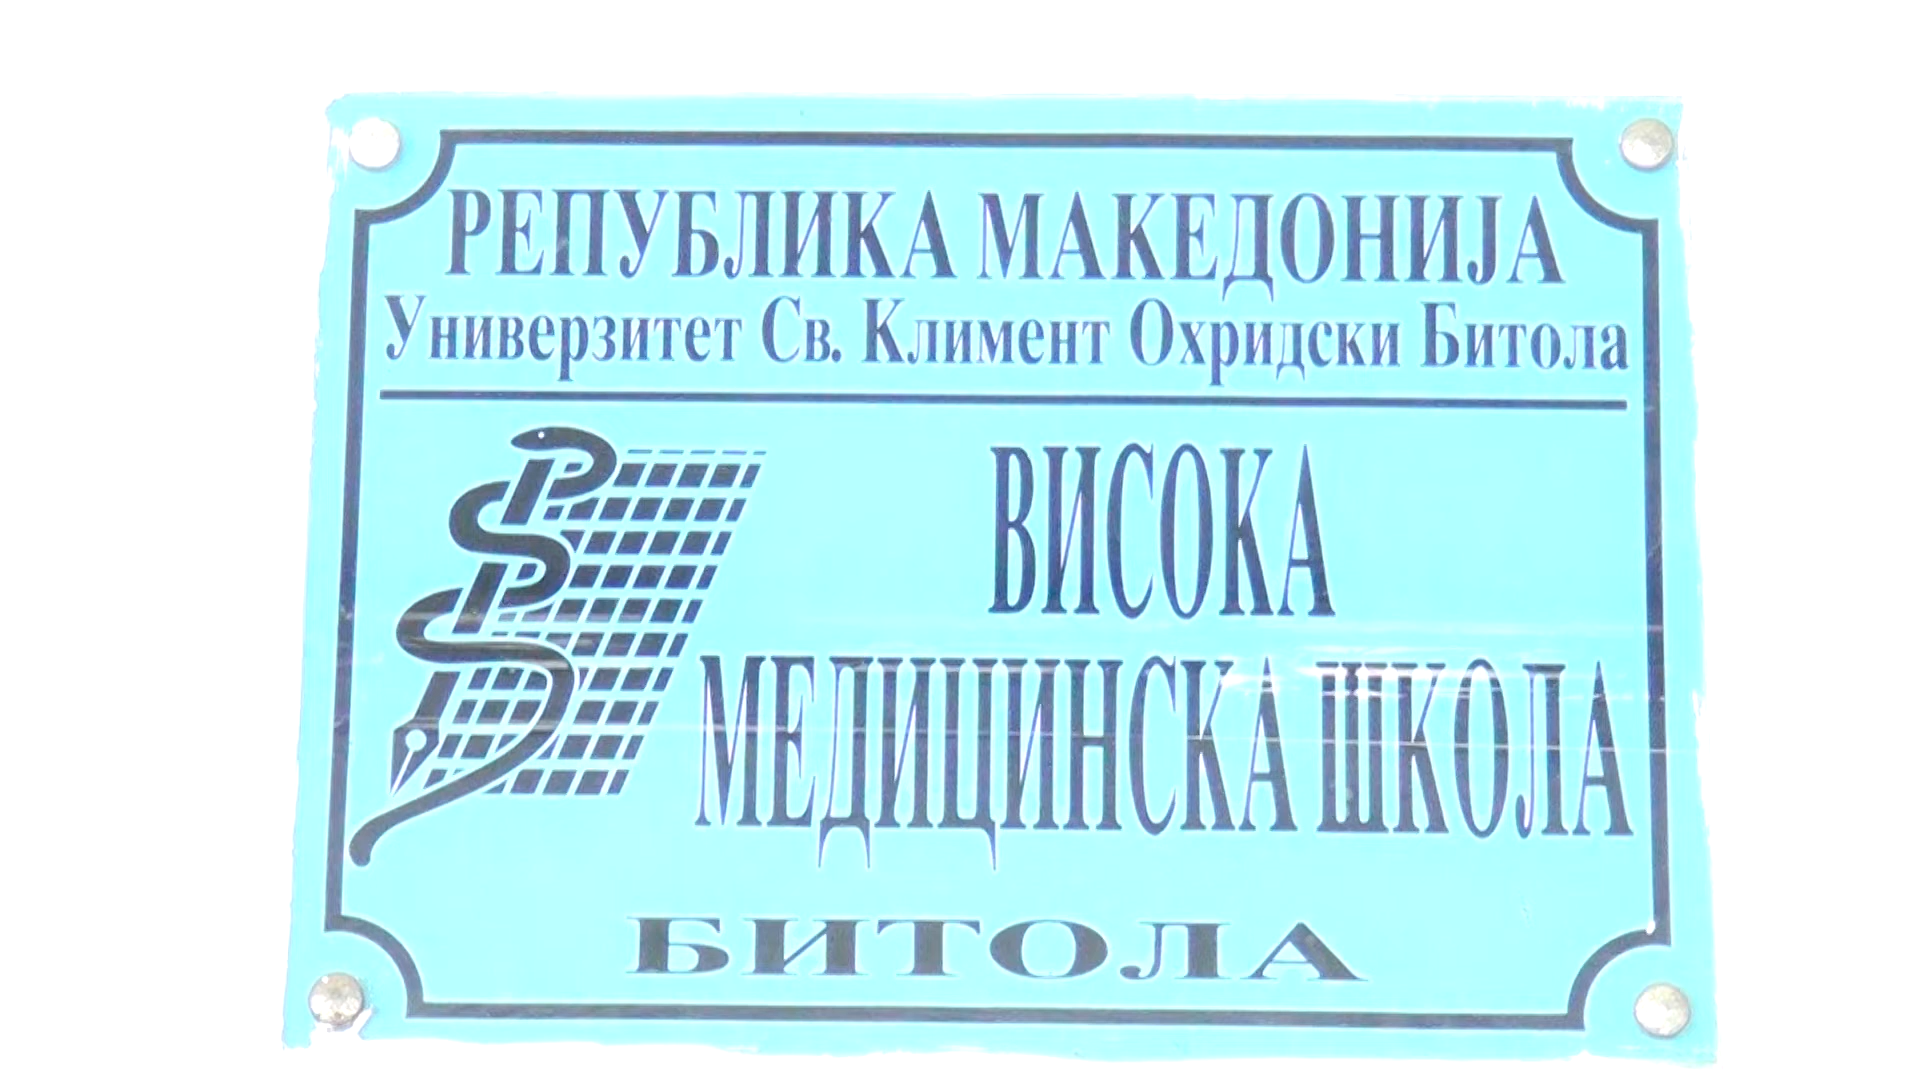 РЕПУБЛИКА МАКЕДОНИЈА
Универзитет Св. Климент Охридски Битола
ВИСОКА
МЕДИЦИНСКА ШКОЛА
БИТОЛА